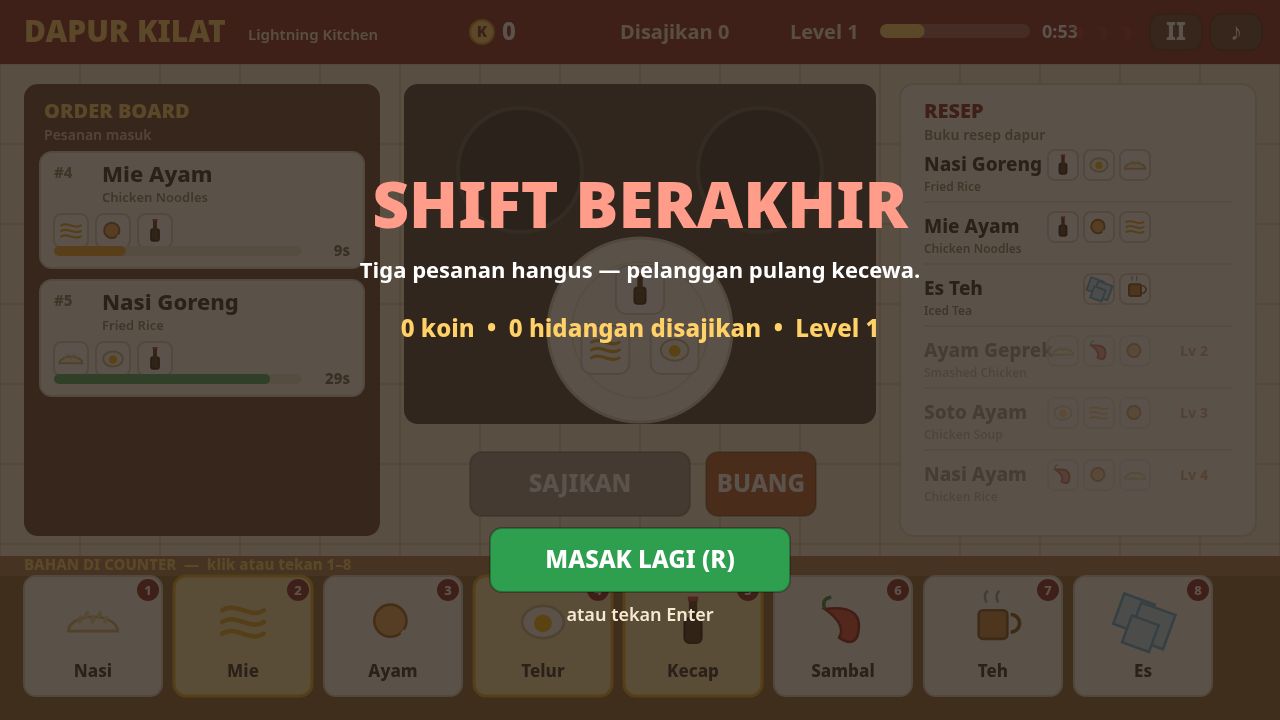 DAPUR KILAT
Lightning Kitchen
K 0
Disajikan 0
Level 1
0:53
II
♪
ORDER BOARD
Pesanan masuk
#4
Mie Ayam
Chicken Noodles
9s
#5
Nasi Goreng
Fried Rice
29s
SHIFT BERAKHIR
Tiga pesanan hangus — pelanggan pulang kecewa.
0 koin • 0 hidangan disajikan • Level 1
SAJIKAN
BUANG
MASAK LAGI (R)
atau tekan Enter
RESEP
Buku resep dapur
Nasi Goreng
Fried Rice
Mie Ayam
Chicken Noodles
Es Teh
Iced Tea
Ayam Geprek
Lv 2
Smashed Chicken
Soto Ayam
Lv 3
Chicken Soup
Nasi Ayam
Lv 4
Chicken Rice
BAHAN DI COUNTER — klik atau tekan 1–8
1
Nasi
2
Mie
3
Ayam
Telur
Kecap
6
Sambal
7
Teh
8
Es